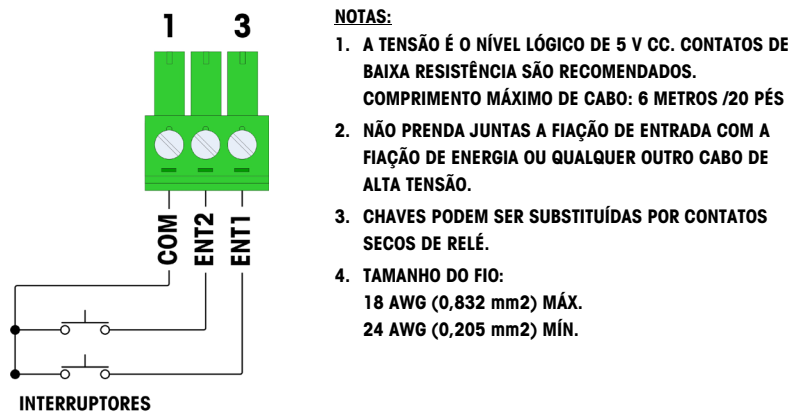 1 3
COM
ENT2
ENT1
INTERRUPTORES
NOTAS:
1. A TENSÃO É O NÍVEL LÓGICO DE 5 V CC. CONTATOS DE
BAIXA RESISTÊNCIA SÃO RECOMENDADOS.
COMPRIMENTO MÁXIMO DE CABO: 6 METROS /20 PÉS
2. NÃO PRENDA JUNTAS A FIAÇÃO DE ENTRADA COM A
FIAÇÃO DE ENERGIA OU QUALQUER OUTRO CABO DE
ALTA TENSÃO.
3. CHAVES PODEM SER SUBSTITUÍDAS POR CONTATOS
SECOS DE RELÉ.
4. TAMANHO DO FIO:
18 AWG (0,832 mm2) MÁX.
24 AWG (0,205 mm2) MÍN.